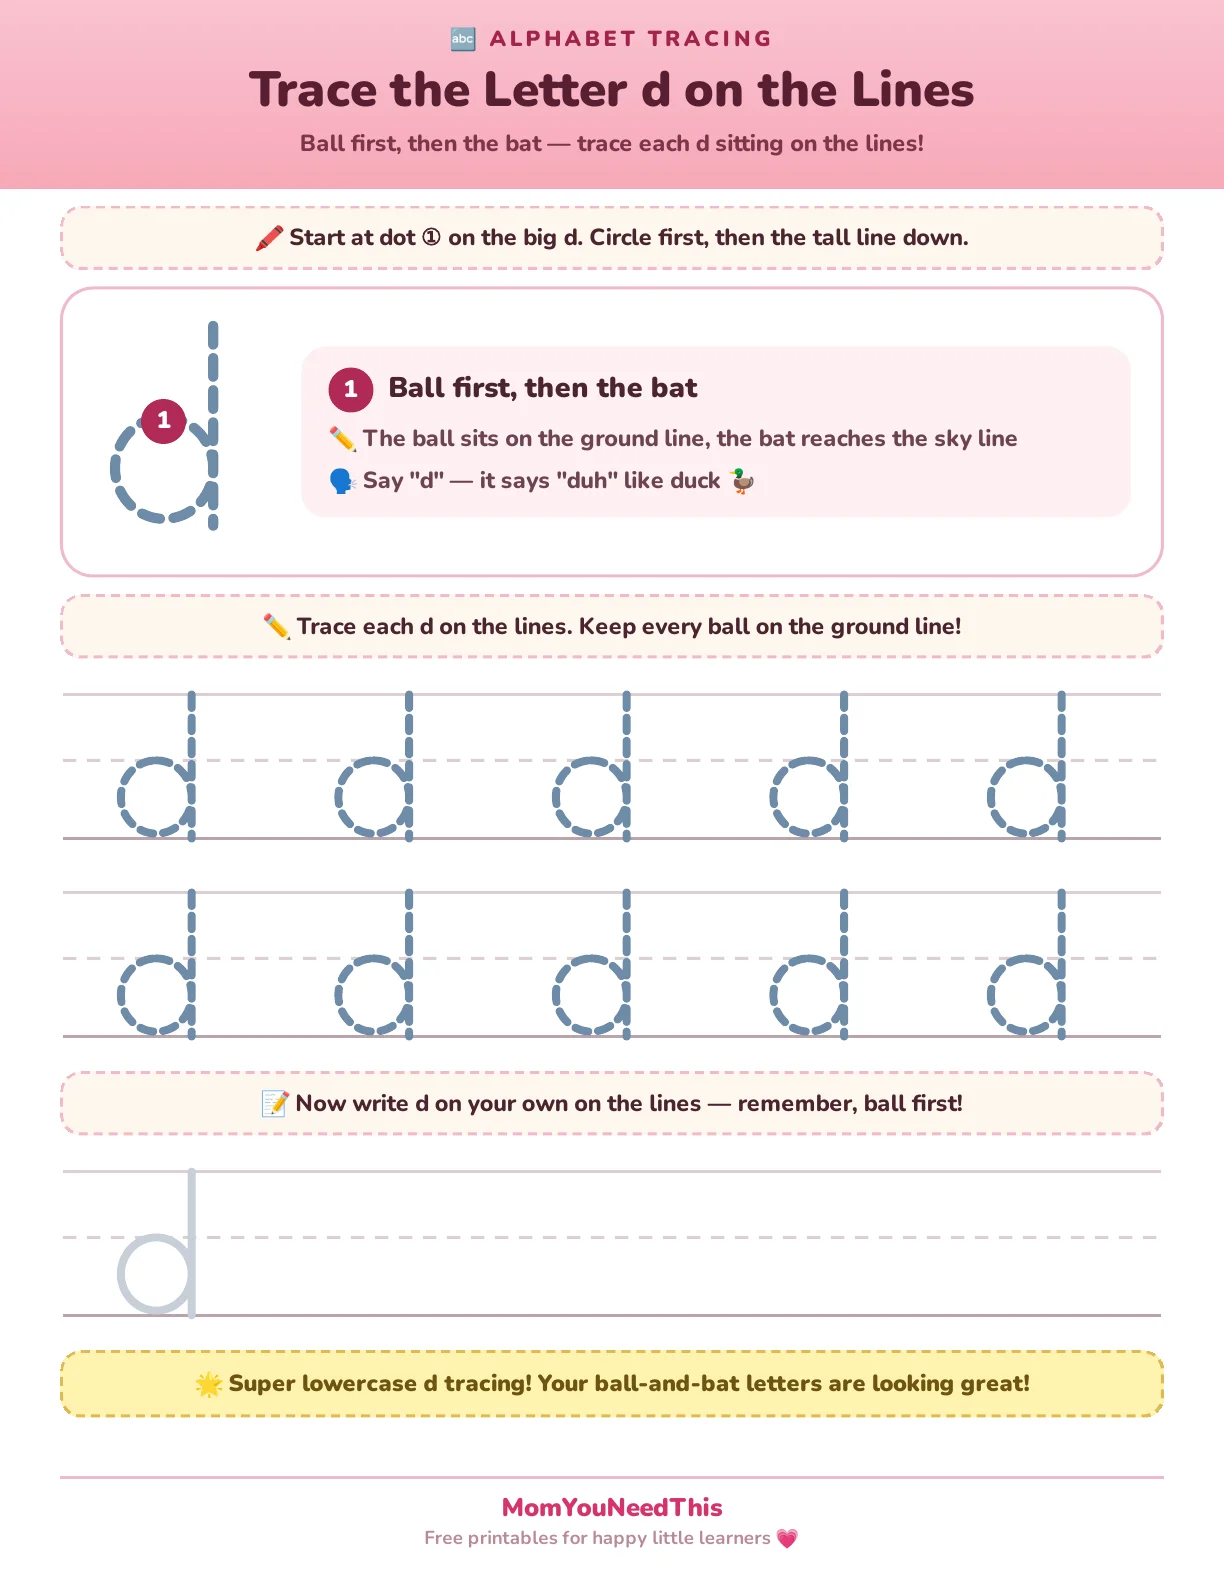 🔤 ALPHABET TRACING
Trace the Letter d on the Lines
Ball first, then the bat — trace each d sitting on the lines!
🖍️ Start at dot ① on the big d. Circle first, then the tall line down.
d
1
1 Ball first, then the bat
✏️ The ball sits on the ground line, the bat reaches the sky line
🗣️ Say "d" — it says "duh" like duck 🦆
✏️ Trace each d on the lines. Keep every ball on the ground line!
d d d d d
d d d d d
📝 Now write d on your own on the lines — remember, ball first!
d
🌟 Super lowercase d tracing! Your ball-and-bat letters are looking great!
MomYouNeedThis
Free printables for happy little learners 💗